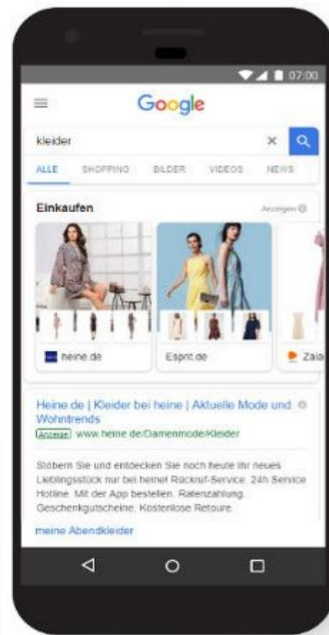 07:00
Google
kleider
ALLE SHOPPING BILDER VIDEOS NEWS
Einkaufen Anzeigen
heine.de Esprit.de Zala
Heine.de | Kleider bei heine | Aktuelle Mode und
Wohntrends
Anzeige www.heine.de/Damenmode/Kleider
Stöbern Sie und entdecken Sie noch heute Ihr neues
Lieblingsstück nur bei heine! Rückruf-Service. 24h Service
Hotline. Mit der App bestellen. Ratenzahlung.
Geschenkgutscheine. Kostenlose Retoure.
meine Abendkleider